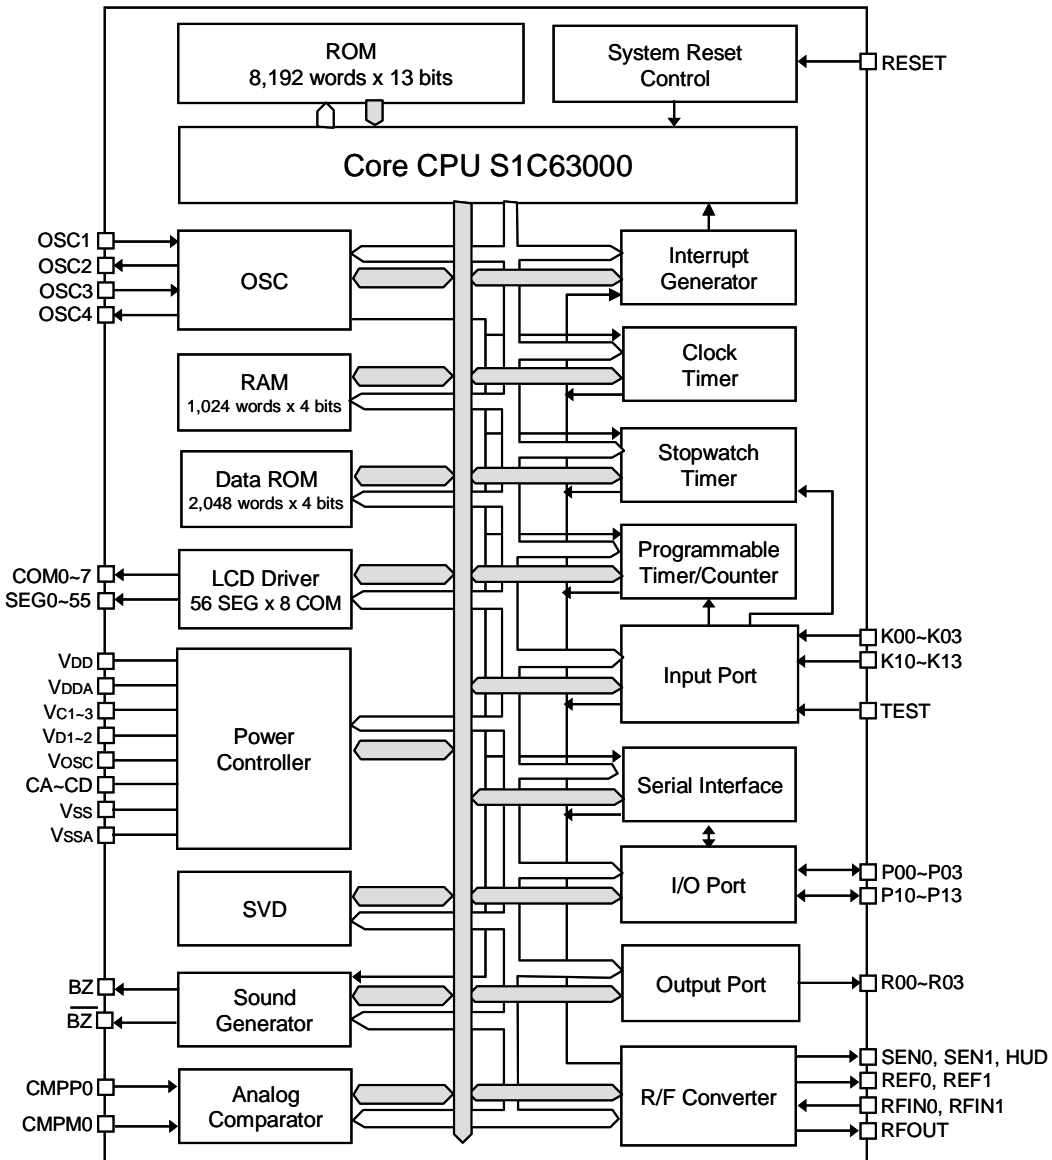 ROM
8,192 words x 13 bits
System Reset
Control
RESET
Core CPU S1C63000
OSC1
OSC2
OSC3
OSC4
OSC
Interrupt
Generator
RAM
1,024 words x 4 bits
Clock
Timer
Data ROM
2,048 words x 4 bits
Stopwatch
Timer
COM0~7
SEG0~55
LCD Driver
56 SEG x 8 COM
Programmable
Timer/Counter
VDD
VDDA
VC1~3
VD1~2
VOSC
CA~CD
VSS
VSSA
Power
Controller
Input Port
K00~K03
K10~K13
TEST
Serial Interface
SVD
I/O Port
P00~P03
P10~P13
BZ
BZ
Sound
Generator
Output Port
R00~R03
CMPP0
CMPM0
Analog
Comparator
R/F Converter
SEN0, SEN1, HUD
REF0, REF1
RFIN0, RFIN1
RFOUT